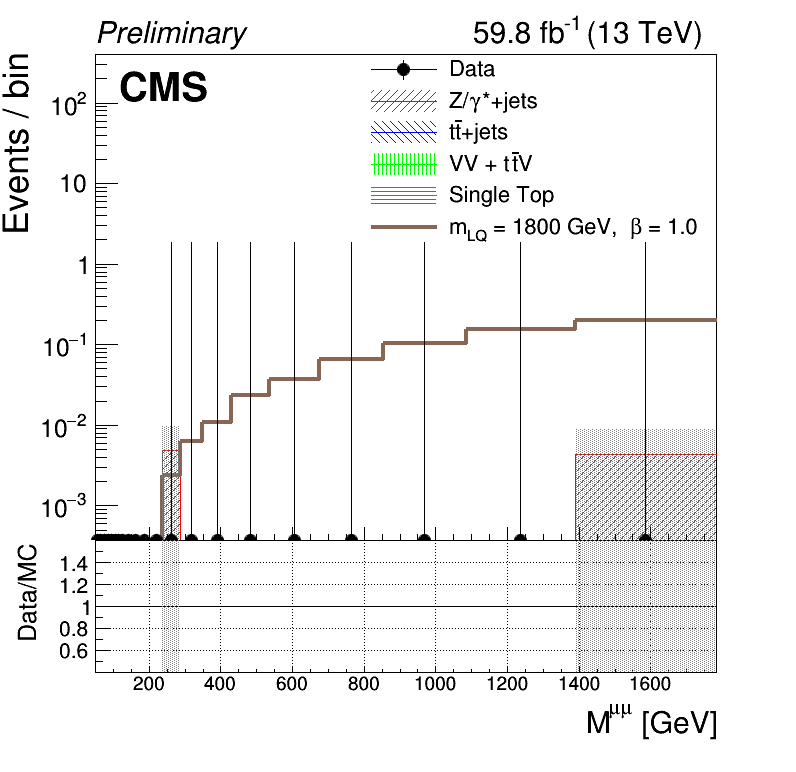 Preliminary 59.8 fb⁻¹ (13 TeV)
CMS
Data
Z/γ*+jets
tt̅+jets
VV + tt̅V
Single Top
m_LQ = 1800 GeV, β = 1.0
Events / bin
10²
10
1
10⁻¹
10⁻²
10⁻³
Data/MC
1.4
1.2
1
0.8
0.6
200 400 600 800 1000 1200 1400 1600
M^μμ [GeV]